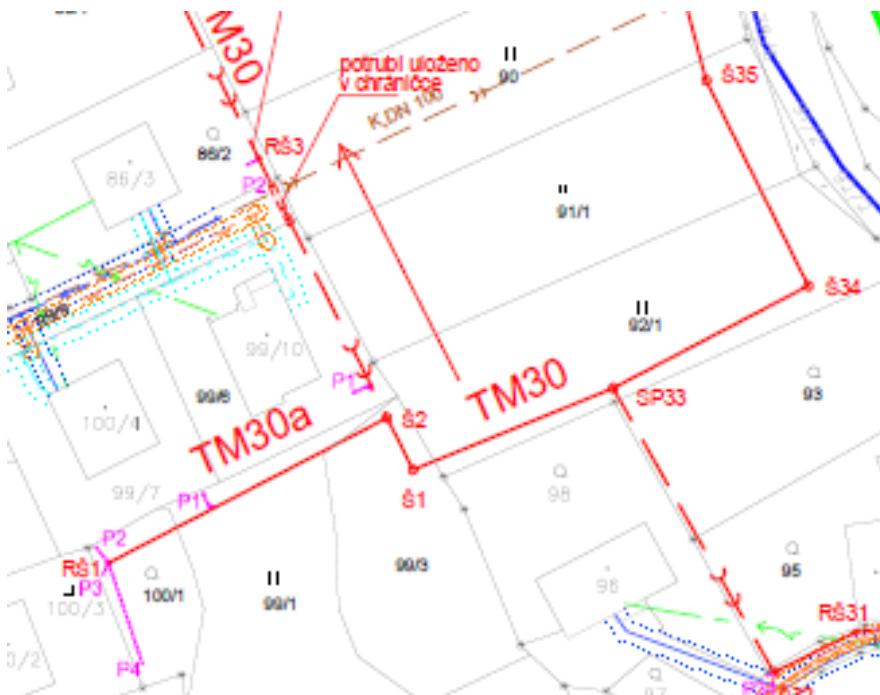 TM30
potrubí uloženo
v chráničce
90
Š35
K,DN 100
86/2
RŠ3
86/3
P2
91/1
Š34
92/1
99/10
P1
TM30
SP33
93
99/6
Š2
TM30a
100/4
Š1
99/7
P1
98
P2
RŠ1
P3
100/1
99/3
99/1
100/3
98
95
RŠ31
P4
97